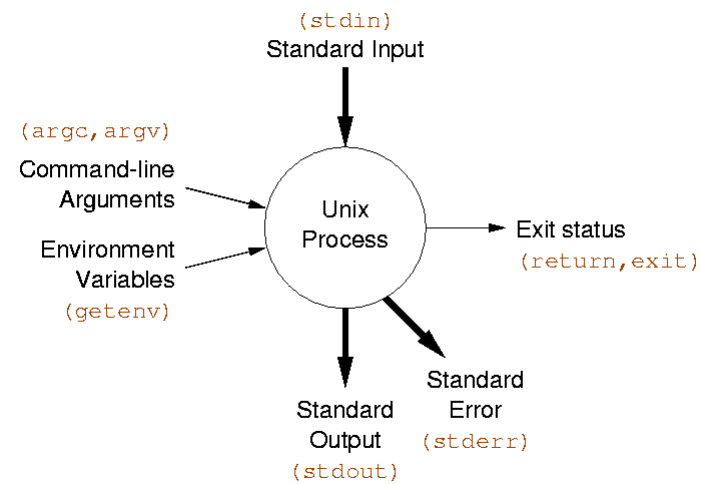 (stdin)
Standard Input
(argc,argv)
Command-line
Arguments
Environment
Variables
(getenv)
Unix
Process
Exit status
(return,exit)
Standard
Output
(stdout)
Standard
Error
(stderr)